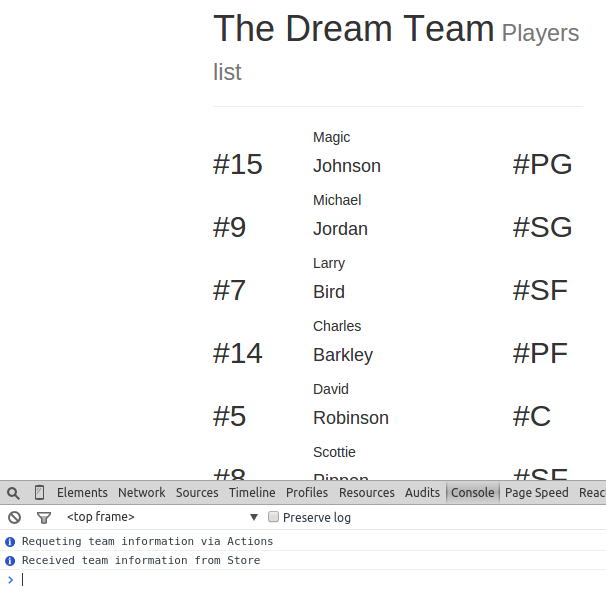 The Dream Team Players
list
Magic
#15 Johnson #PG
Michael
#9 Jordan #SG
Larry
#7 Bird #SF
Charles
#14 Barkley #PF
David
#5 Robinson #C
Scottie
#8 Pippen #SF
Elements Network Sources Timeline Profiles Resources Audits Console Page Speed Reac
<top frame> Preserve log
Requeting team information via Actions
Received team information from Store